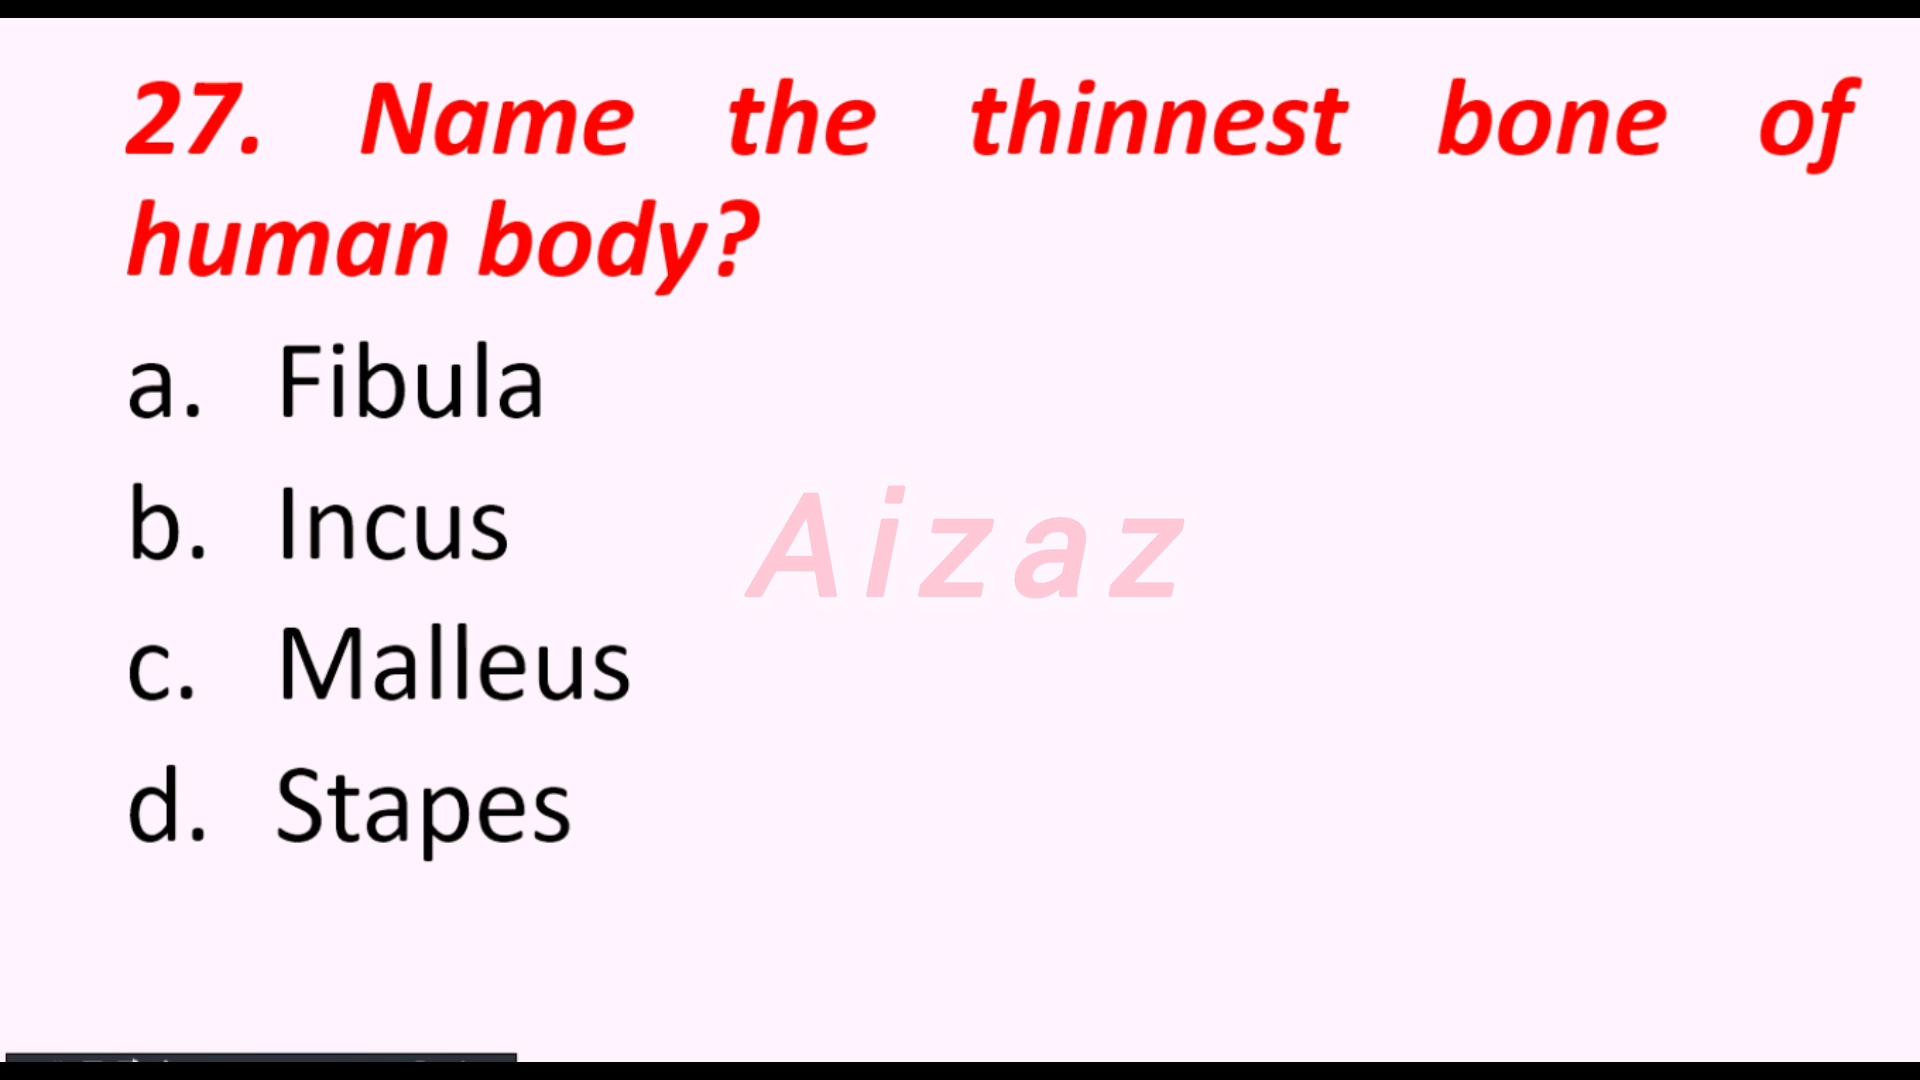 27. Name the thinnest bone of
human body?
a. Fibula
b. Incus
Aizaz
c. Malleus
d. Stapes